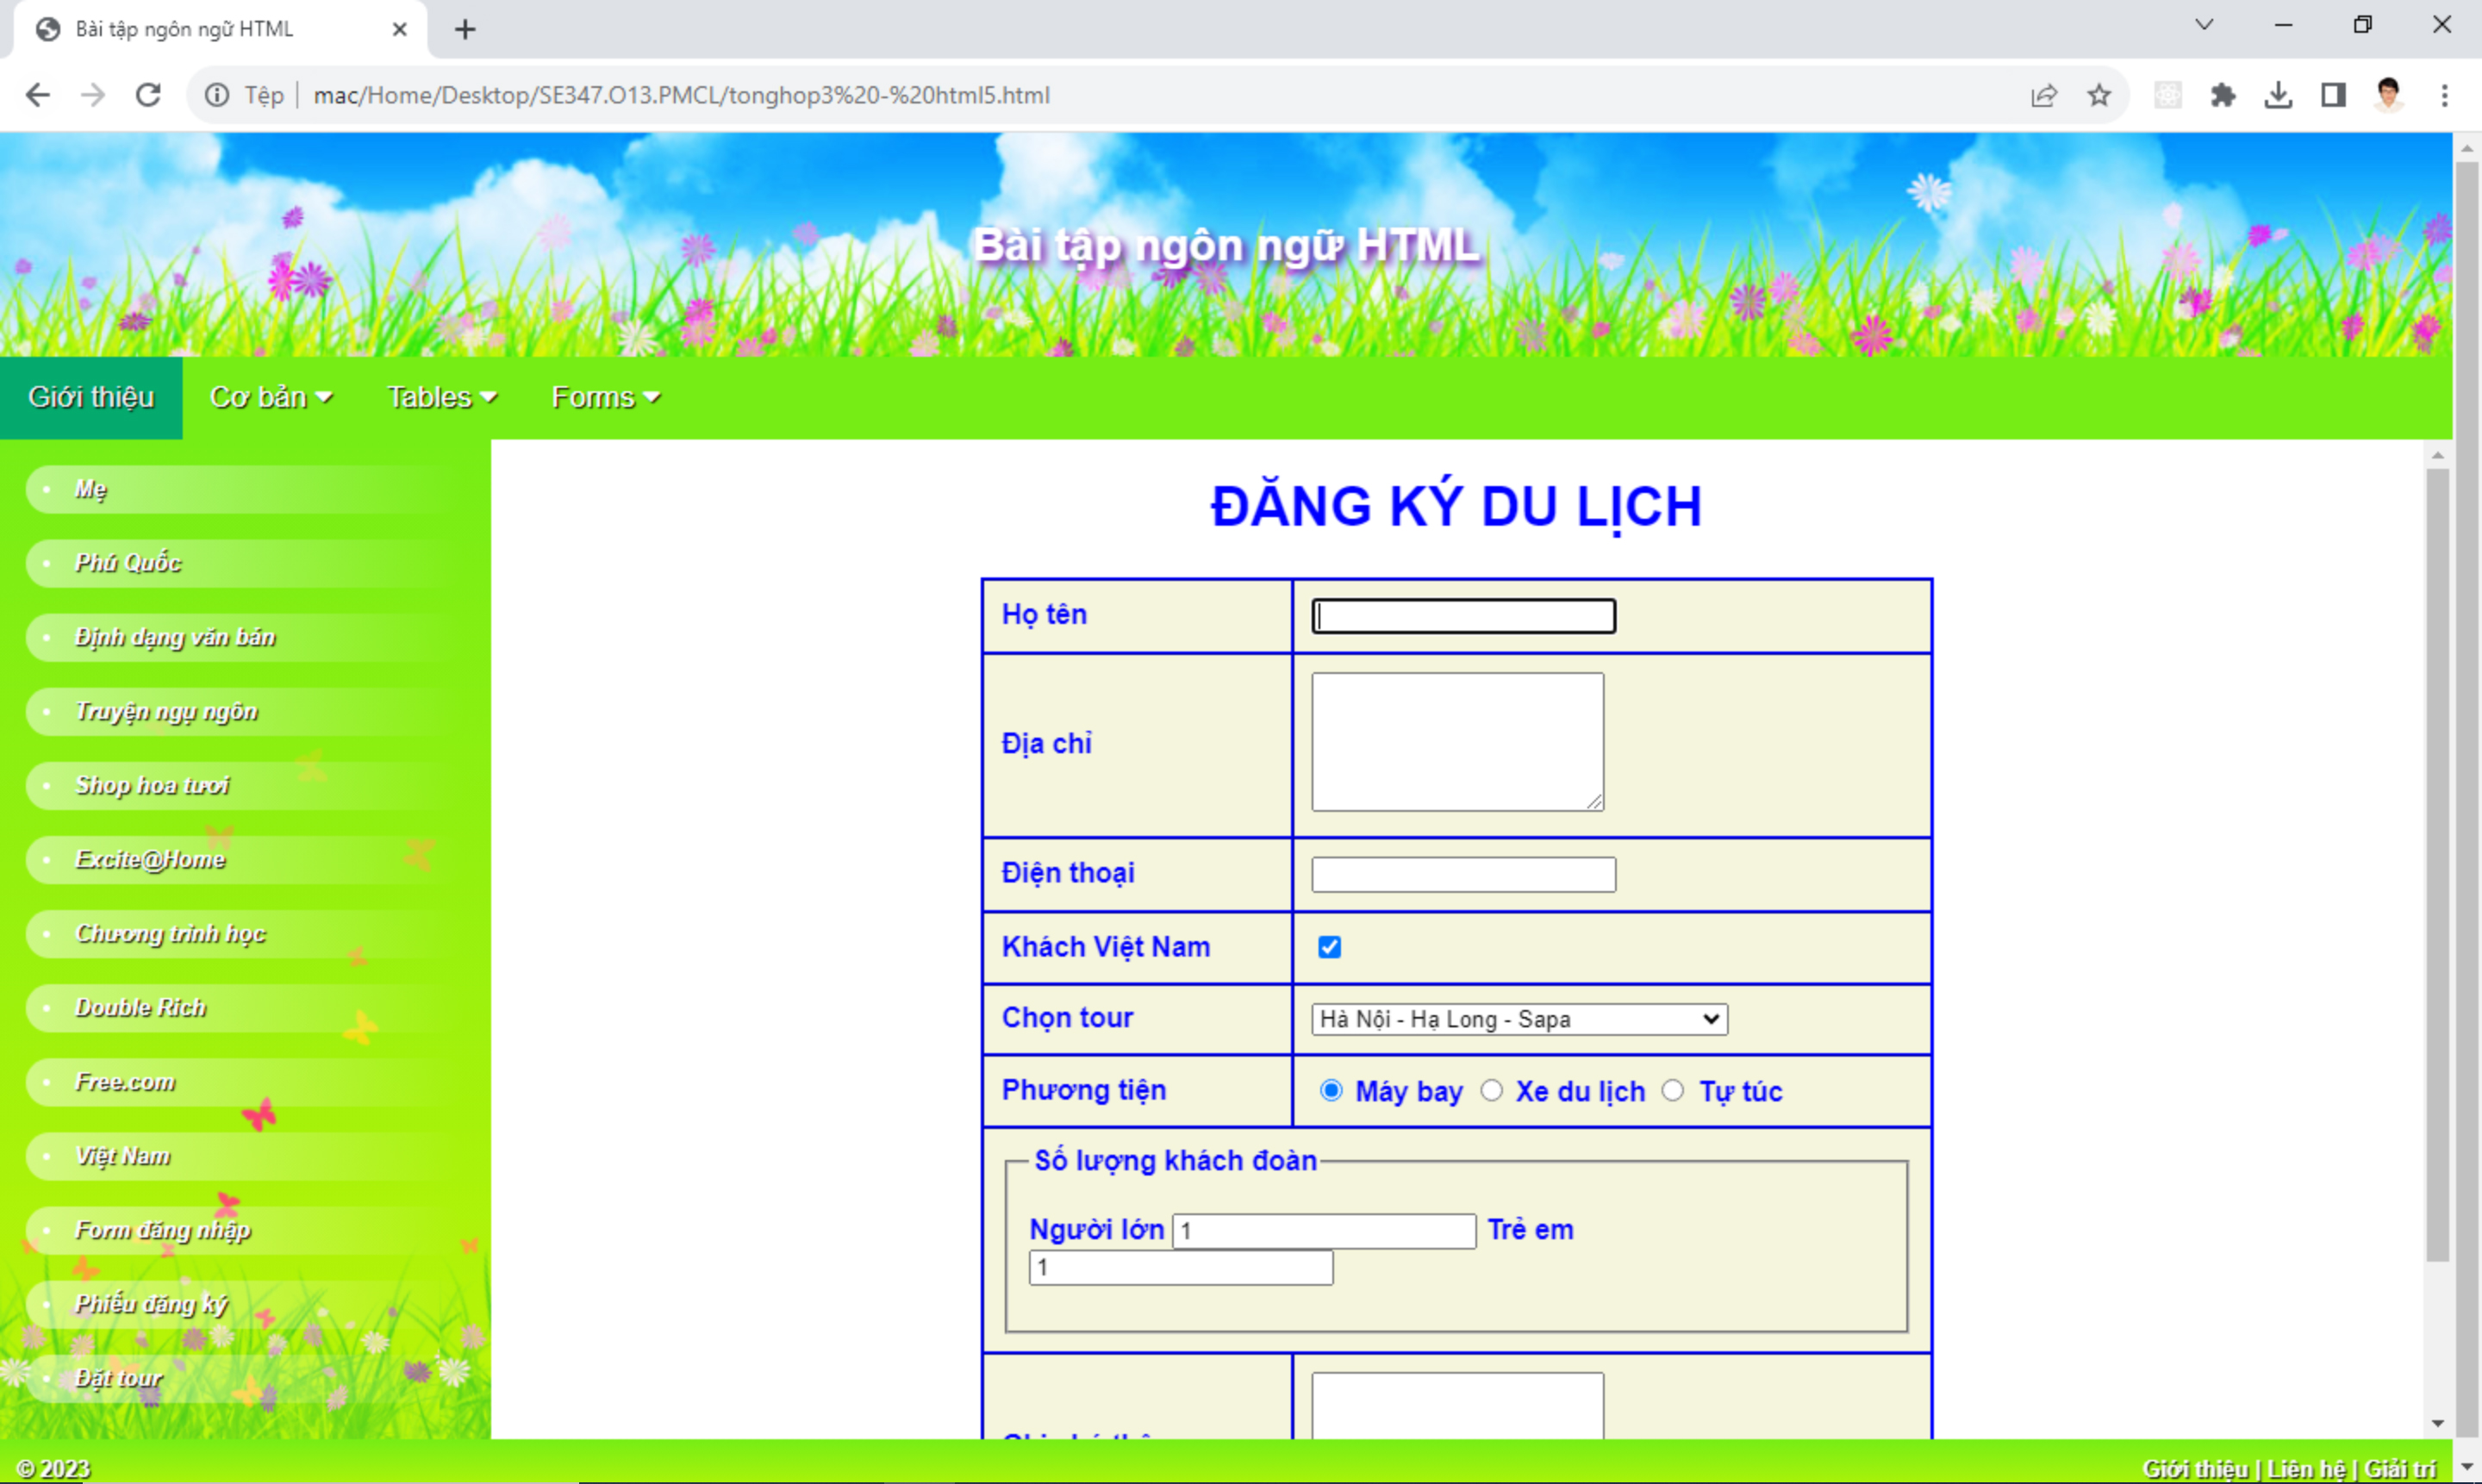 Bài tập ngôn ngữ HTML
Tệp | mac/Home/Desktop/SE347.O13.PMCL/tonghop3%20-%20html5.html
Bài tập ngôn ngữ HTML
Giới thiệu Cơ bản Tables Forms
Mẹ
Phú Quốc
Định dạng văn bản
Truyện ngụ ngôn
Shop hoa tươi
Excite@Home
Chương trình học
Double Rich
Free.com
Việt Nam
Form đăng nhập
Phiếu đăng ký
Đặt tour
ĐĂNG KÝ DU LỊCH
Họ tên
Địa chỉ
Điện thoại
Khách Việt Nam
Chọn tour Hà Nội - Hạ Long - Sapa
Phương tiện Máy bay Xe du lịch Tự túc
Số lượng khách đoàn
Người lớn 1 Trẻ em
1
© 2023
Giới thiệu | Liên hệ | Giải trí